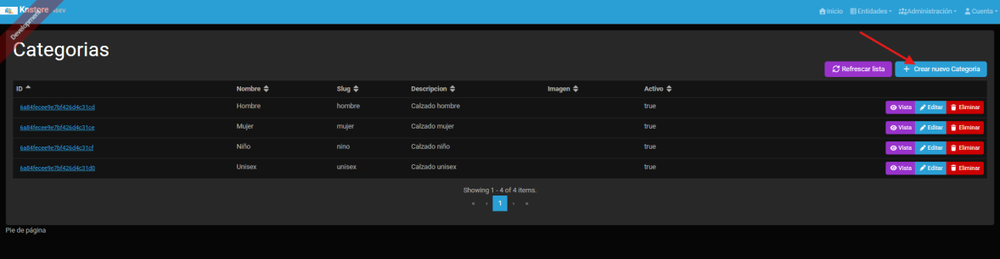 Knstore vDEV
Inicio Entidades Administración Cuenta
Development
Categorias
Refrescar lista
Crear nuevo Categoria
ID Nombre Slug Descripcion Imagen Activo
6a84fecee9e7bf426d4c31cd Hombre hombre Calzado hombre true Vista Editar Eliminar
6a84fecee9e7bf426d4c31ce Mujer mujer Calzado mujer true Vista Editar Eliminar
6a84fecee9e7bf426d4c31cf Niño nino Calzado niño true Vista Editar Eliminar
6a84fecee9e7bf426d4c31d0 Unisex unisex Calzado unisex true Vista Editar Eliminar
Showing 1 - 4 of 4 items.
« ‹ 1 › »
Pie de página